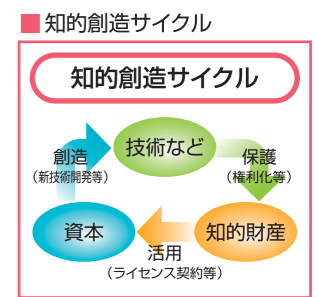 ■知的創造サイクル
知的創造サイクル
技術など
創造
(新技術開発等)
保護
(権利化等)
資本
知的財産
活用
(ライセンス契約等)